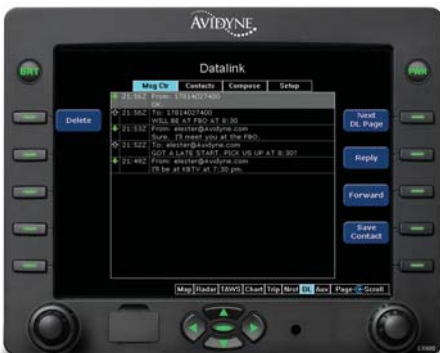 AVIDYNE
BRT
PWR
Datalink
Msg Ctr Contacts Compose Setup
21:56Z From: 17814027400
OK.
21:56Z To: 17814027400
WILL BE AT FBO AT 8:30
21:53Z From: elester@Avidyne.com
Sure. I'll meet you at the FBO.
21:52Z To: elester@Avidyne.com
GOT A LATE START. PICK US UP AT 8:30?
21:49Z From: elester@Avidyne.com
I'll be at KBTV at 7:30 pm.
Delete
Next
DL Page
Reply
Forward
Save
Contact
Map Radar TAWS Chart Trip Nrst DL Aux Page Scroll